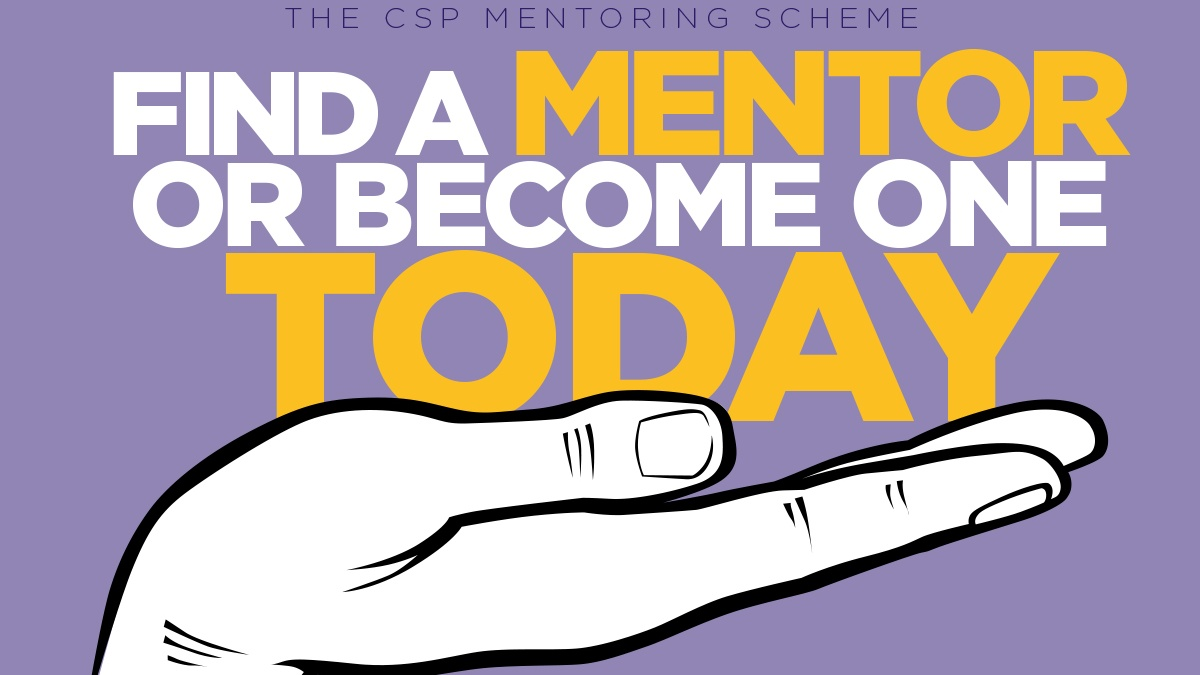 THE CSP MENTORING SCHEME
FIND A MENTOR
OR BECOME ONE
TODAY